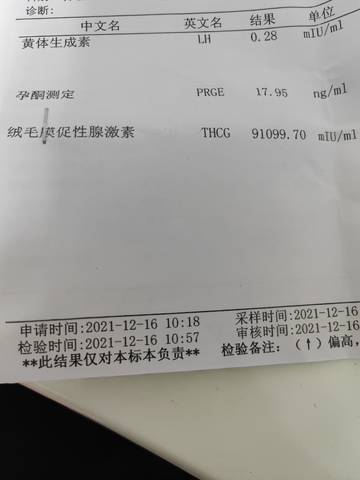 诊断:
中文名 英文名 结果 单位
黄体生成素 LH 0.28 mIU/ml
孕酮测定 PRGE 17.95 ng/ml
绒毛膜促性腺激素 THCG 91099.70 mIU/ml
申请时间:2021-12-16 10:18 采样时间:2021-12-16
检验时间:2021-12-16 10:57 审核时间:2021-12-16
**此结果仅对本标本负责** 检验备注: (↑)偏高,